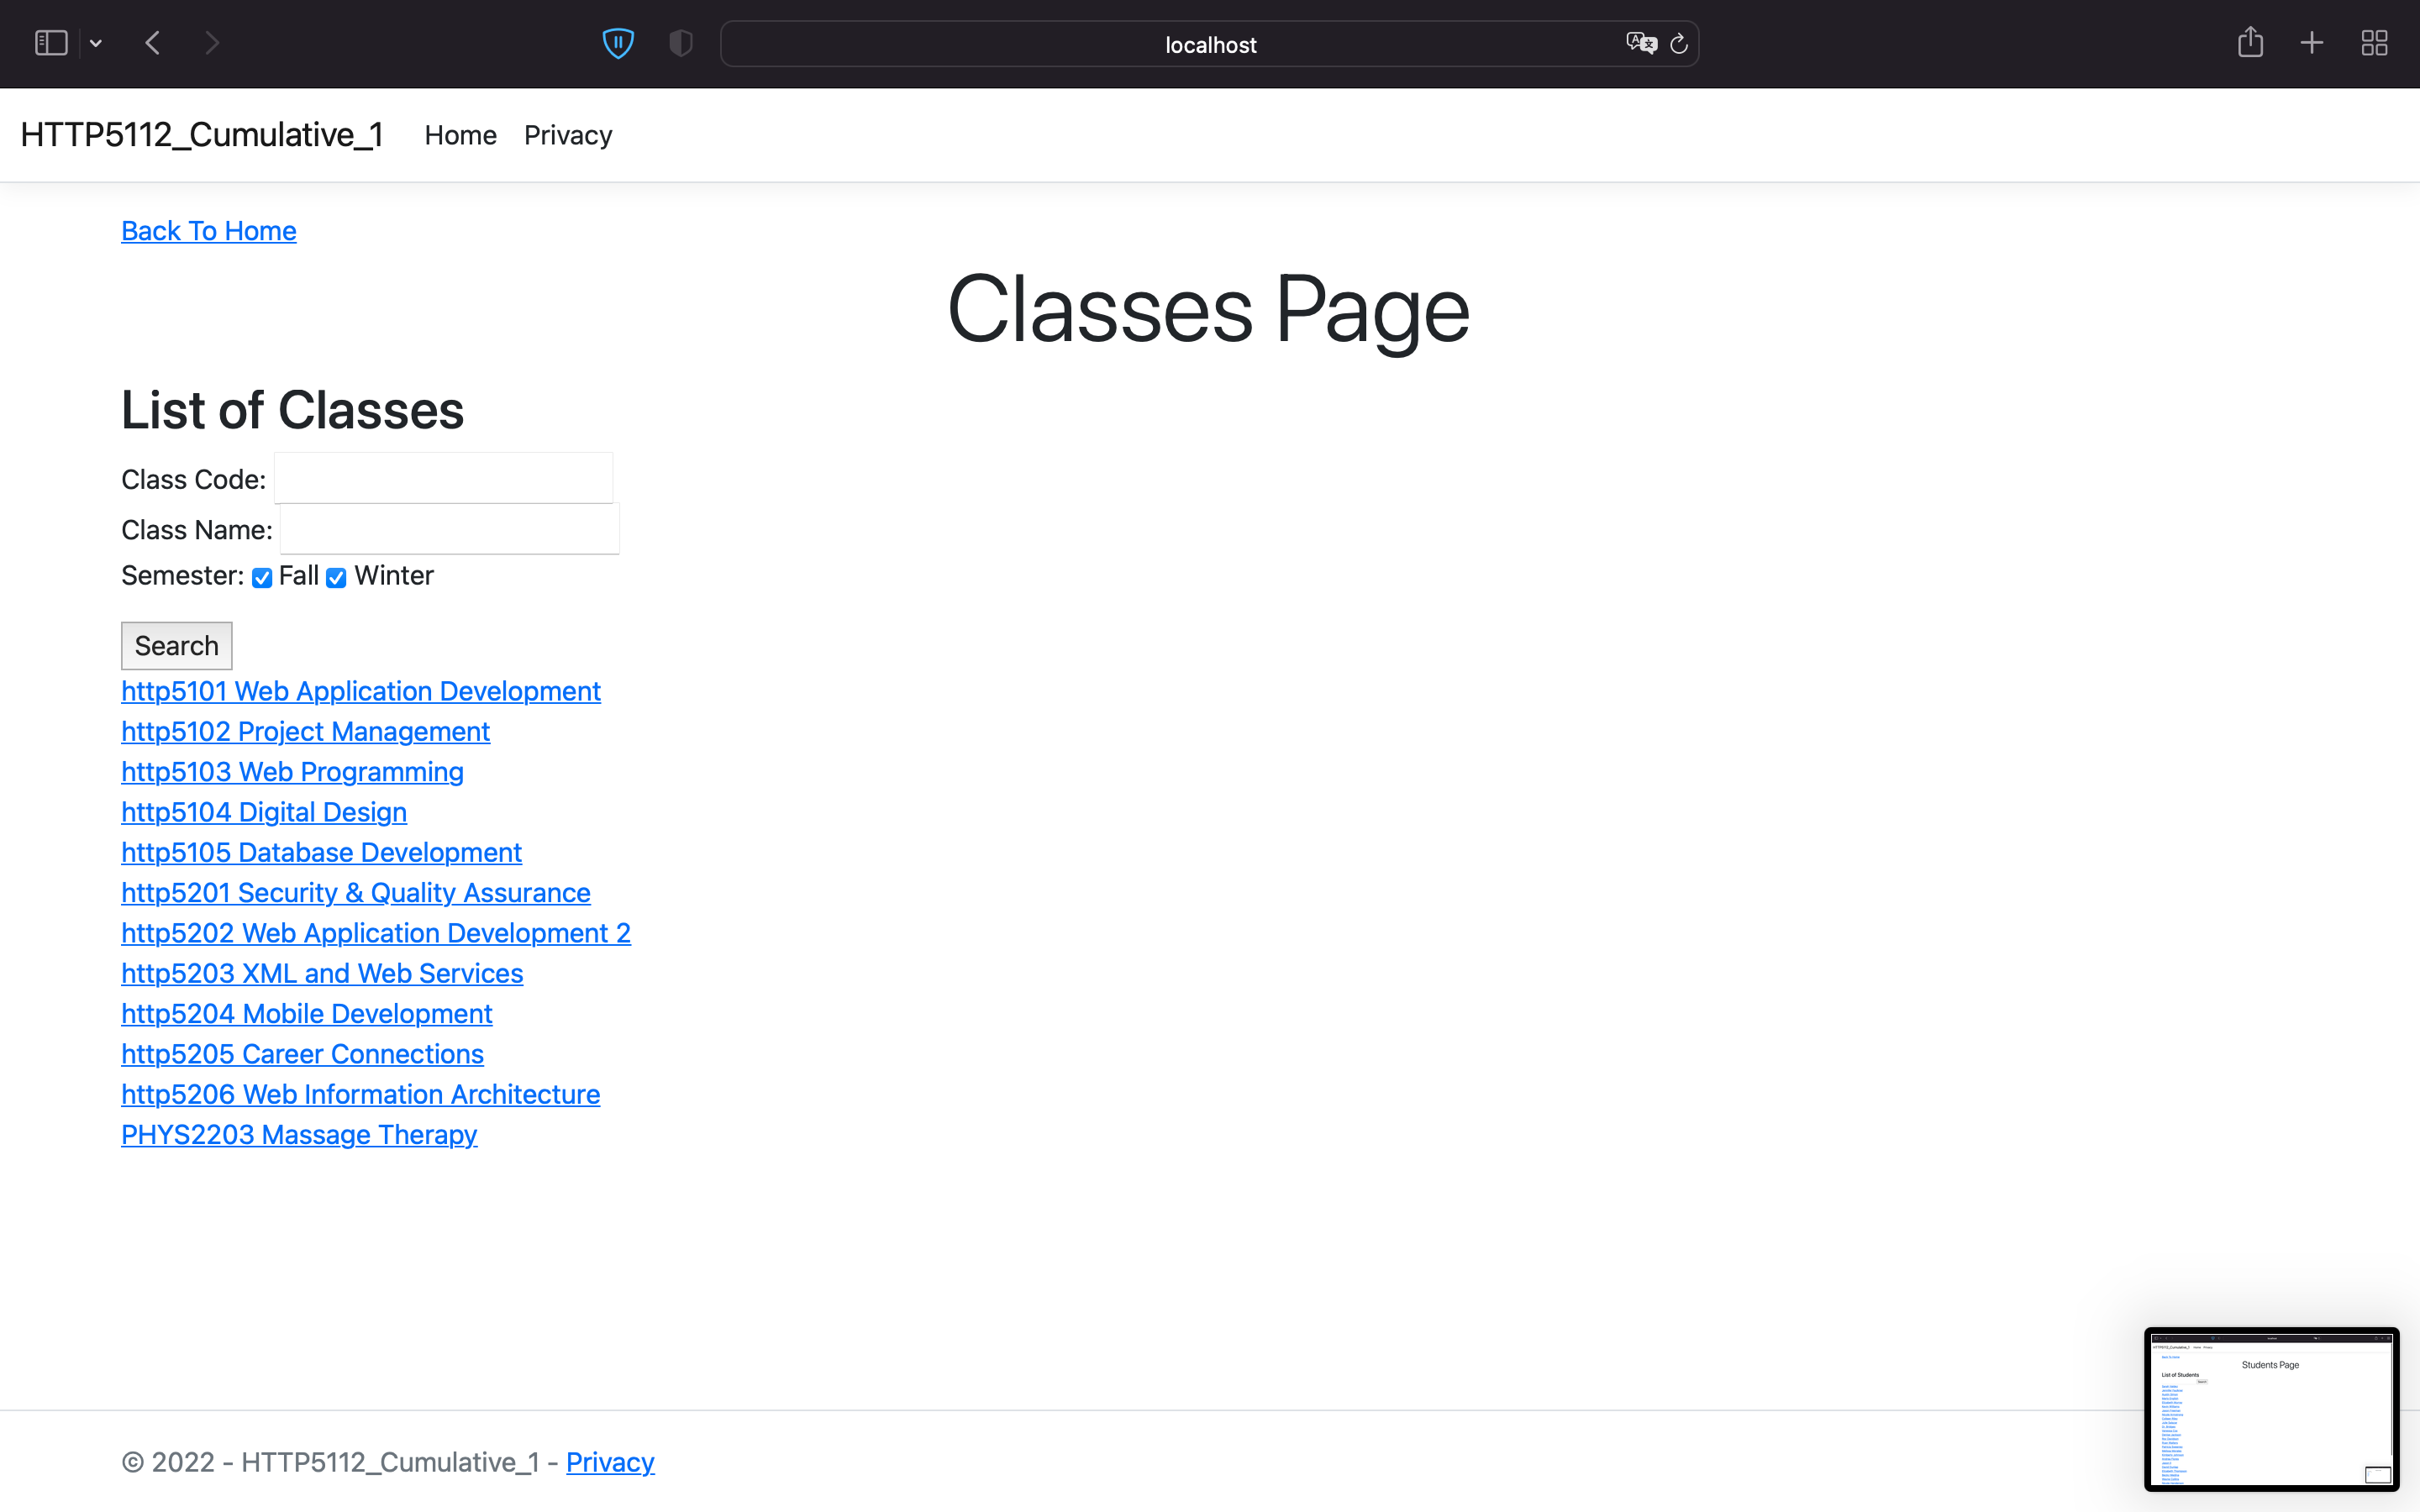 localhost
HTTP5112_Cumulative_1 Home Privacy
Back To Home
Classes Page
List of Classes
Class Code:
Class Name:
Semester: Fall Winter
Search
http5101 Web Application Development
http5102 Project Management
http5103 Web Programming
http5104 Digital Design
http5105 Database Development
http5201 Security & Quality Assurance
http5202 Web Application Development 2
http5203 XML and Web Services
http5204 Mobile Development
http5205 Career Connections
http5206 Web Information Architecture
PHYS2203 Massage Therapy
Students Page
List of Students
© 2022 - HTTP5112_Cumulative_1 - Privacy